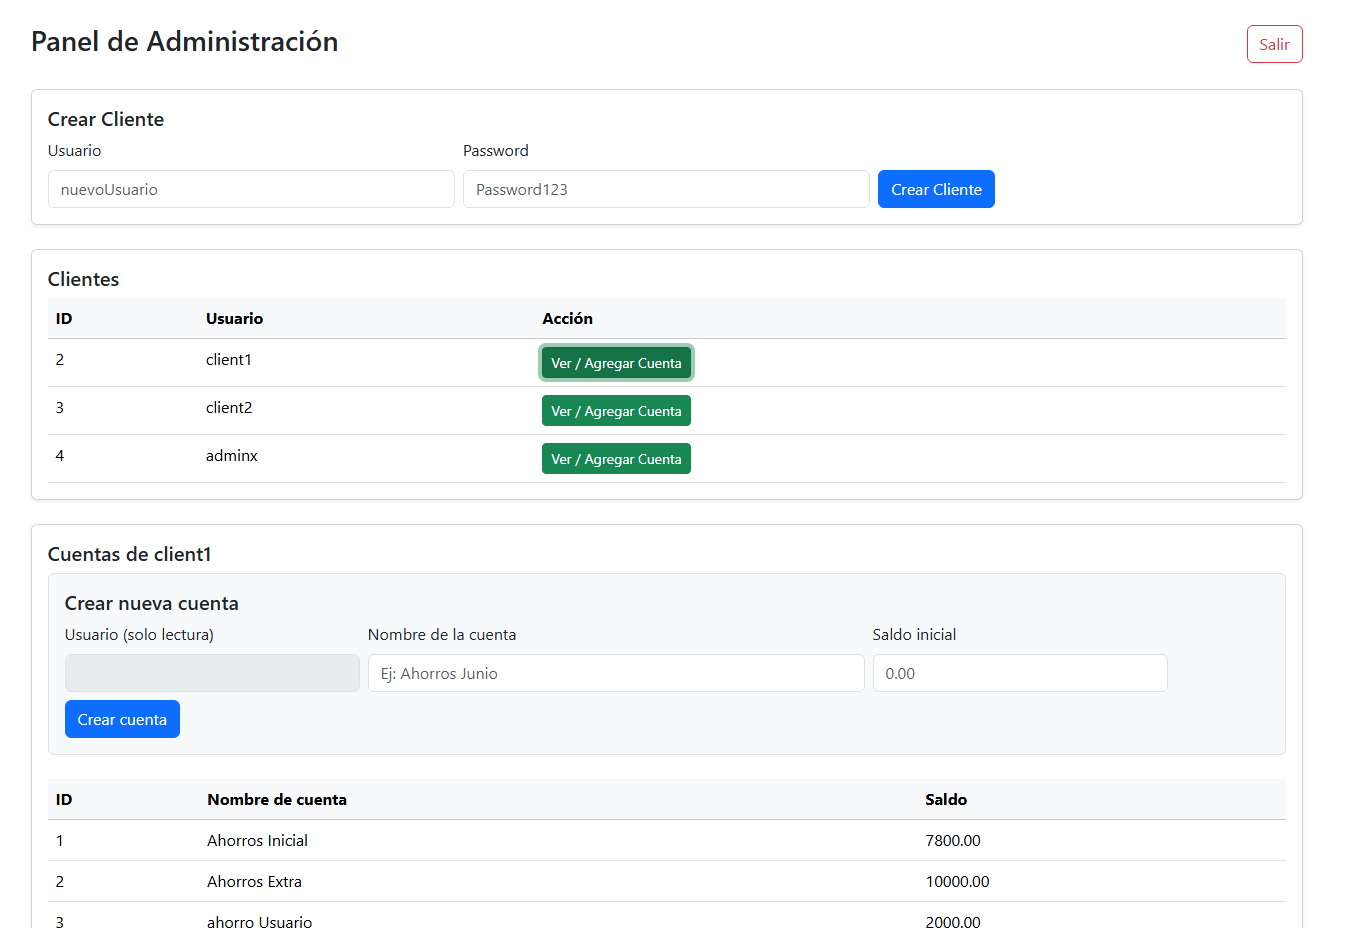 Panel de Administración
Salir
Crear Cliente
Usuario Password
nuevoUsuario Password123 Crear Cliente
Clientes
ID Usuario Acción
2 client1 Ver / Agregar Cuenta
3 client2 Ver / Agregar Cuenta
4 adminx Ver / Agregar Cuenta
Cuentas de client1
Crear nueva cuenta
Usuario (solo lectura) Nombre de la cuenta Saldo inicial
Ej: Ahorros Junio 0.00
Crear cuenta
ID Nombre de cuenta Saldo
1 Ahorros Inicial 7800.00
2 Ahorros Extra 10000.00
3 ahorro Usuario 2000.00